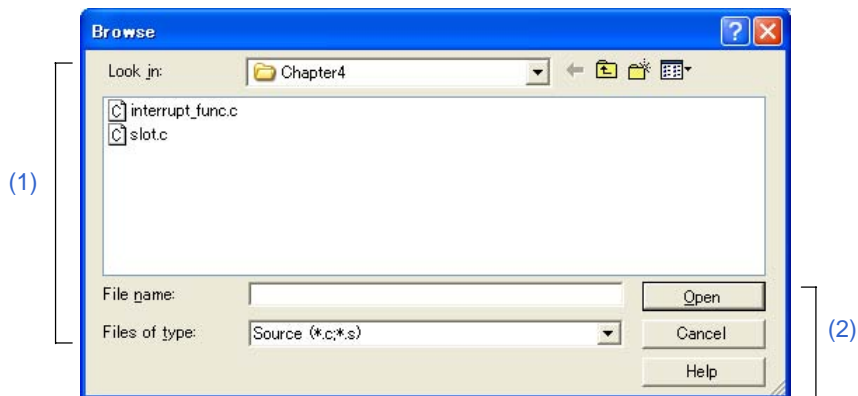 Browse
Look in:
Chapter4
interrupt_func.c
slot.c
(1)
File name:
Open
Files of type:
Source (*.c;*.s)
Cancel
(2)
Help